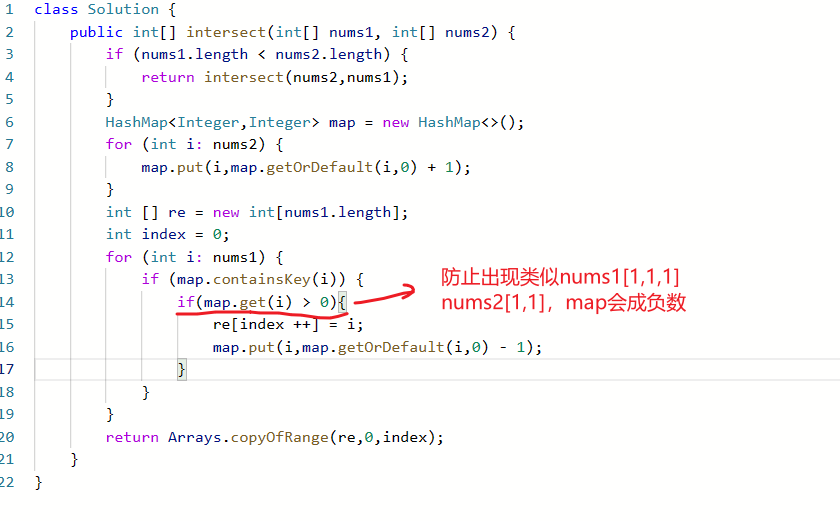 1 class Solution {
2 public int[] intersect(int[] nums1, int[] nums2) {
3 if (nums1.length < nums2.length) {
4 return intersect(nums2,nums1);
5 }
6 HashMap<Integer,Integer> map = new HashMap<>();
7 for (int i: nums2) {
8 map.put(i,map.getOrDefault(i,0) + 1);
9 }
10 int [] re = new int[nums1.length];
11 int index = 0;
12 for (int i: nums1) {
13 if (map.containsKey(i)) {
14 if(map.get(i) > 0){
15 re[index ++] = i;
16 map.put(i,map.getOrDefault(i,0) - 1);
17 }
18 }
19 }
20 return Arrays.copyOfRange(re,0,index);
21 }
22 }
防止出现类似nums1[1,1,1]
nums2[1,1]，map会成负数